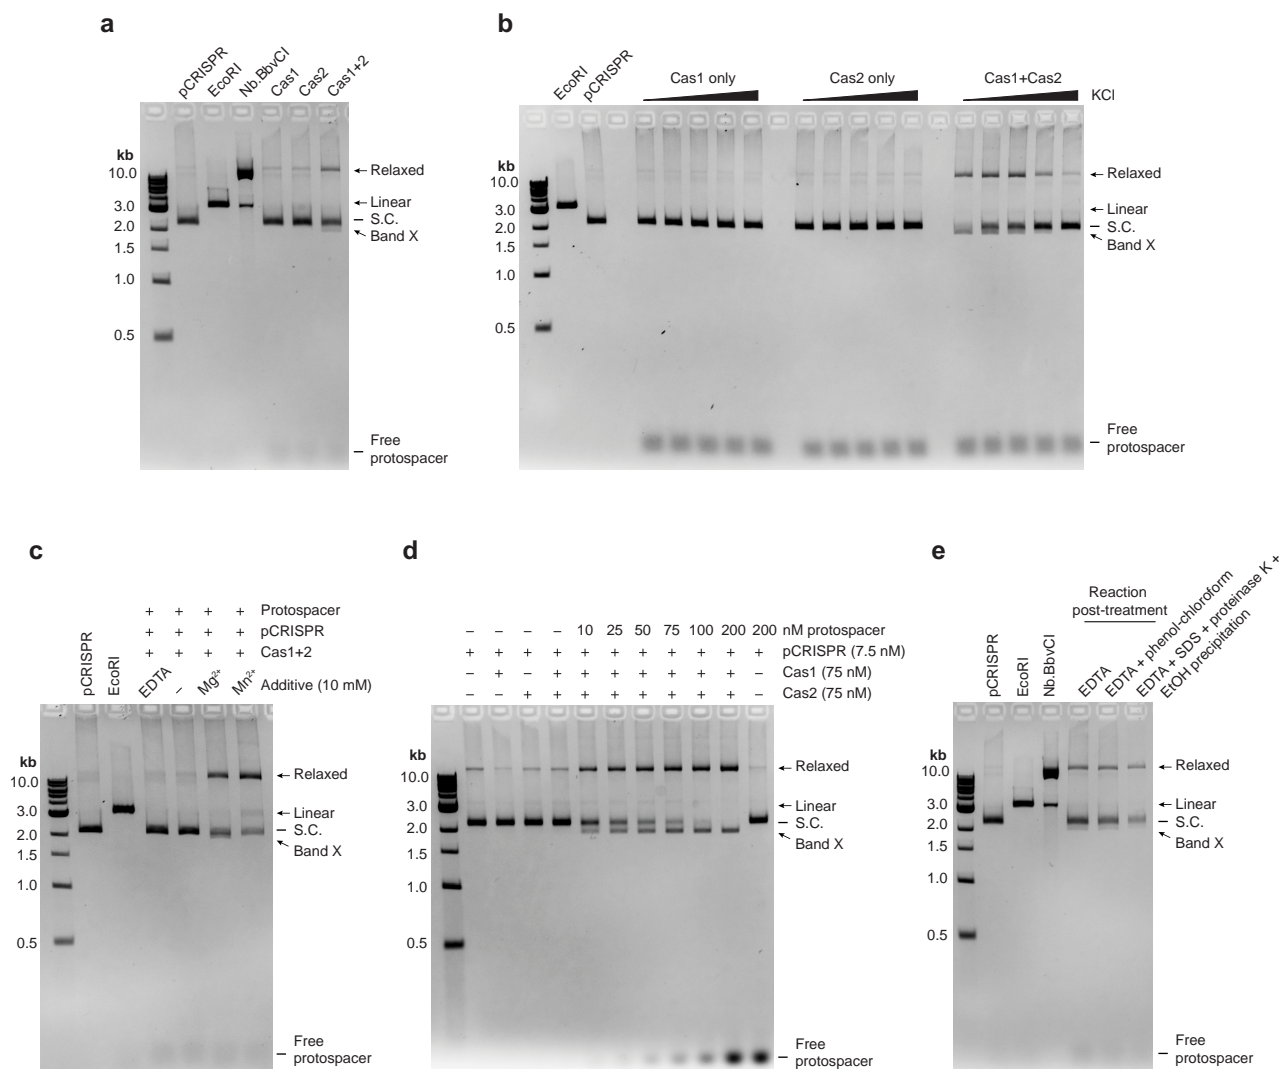 a
pCRISPR
EcoRI
Nb.BbvCI
Cas1
Cas2
Cas1+2
kb
10.0
3.0
2.0
1.5
1.0
0.5
Relaxed
Linear
S.C.
Band X
Free
protospacer
b
EcoRI
pCRISPR
Cas1 only
Cas2 only
Cas1+Cas2
KCl
kb
10.0
3.0
2.0
1.5
1.0
0.5
Relaxed
Linear
S.C.
Band X
Free
protospacer
c
+ + + + Protospacer
+ + + + pCRISPR
+ + + + Cas1+2
pCRISPR
EcoRI
EDTA – Mg²⁺ Mn²⁺ Additive (10 mM)
kb
10.0
3.0
2.0
1.5
1.0
0.5
Relaxed
Linear
S.C.
Band X
Free
protospacer
d
– – – – 10 25 50 75 100 200 200 nM protospacer
+ + + + + + + + + + + pCRISPR (7.5 nM)
– + – + + + + + + + – Cas1 (75 nM)
– – + + + + + + + + – Cas2 (75 nM)
kb
10.0
3.0
2.0
1.5
1.0
0.5
Relaxed
Linear
S.C.
Band X
Free
protospacer
e
Reaction
post-treatment
pCRISPR
EcoRI
Nb.BbvCI
EDTA
EDTA + phenol-chloroform
EDTA + SDS + proteinase K +
EtOH precipitation
kb
10.0
3.0
2.0
1.5
1.0
0.5
Relaxed
Linear
S.C.
Band X
Free
protospacer